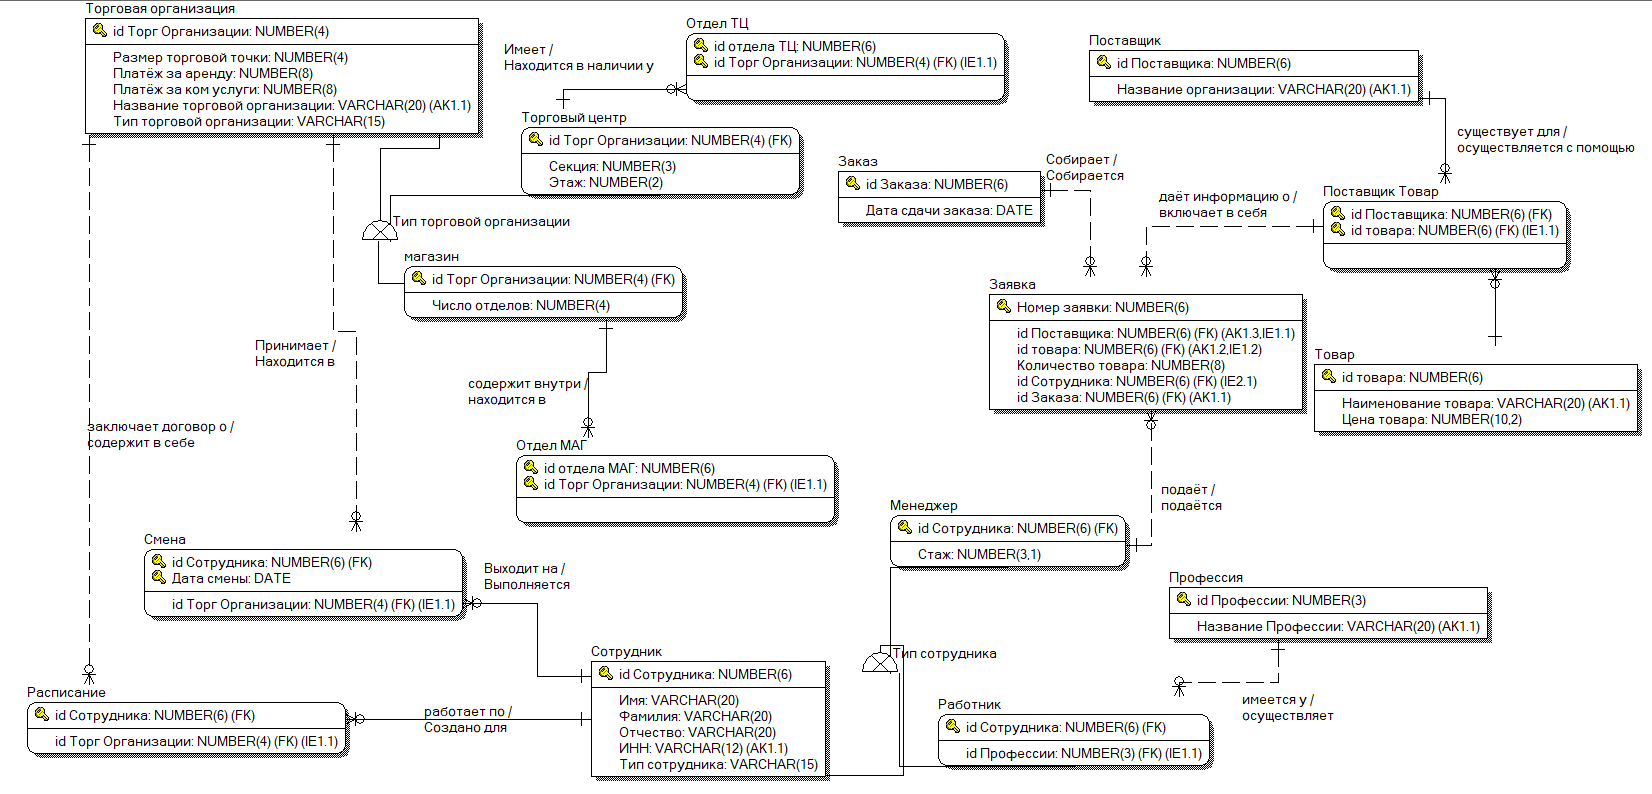 Торговая организация
id Торг Организации: NUMBER(4)
Размер торговой точки: NUMBER(4)
Платёж за аренду: NUMBER(8)
Платёж за ком услуги: NUMBER(8)
Название торговой организации: VARCHAR(20) (AK1.1)
Тип торговой организации: VARCHAR(15)
Имеет /
Находится в наличии у
Отдел ТЦ
id отдела ТЦ: NUMBER(6)
id Торг Организации: NUMBER(4) (FK) (IE1.1)
Торговый центр
id Торг Организации: NUMBER(4) (FK)
Секция: NUMBER(3)
Этаж: NUMBER(2)
Поставщик
id Поставщика: NUMBER(6)
Название организации: VARCHAR(20) (AK1.1)
существует для /
осуществляется с помощью
Заказ
id Заказа: NUMBER(6)
Дата сдачи заказа: DATE
Собирает /
Собирается
даёт информацию о /
включает в себя
Поставщик Товар
id Поставщика: NUMBER(6) (FK)
id товара: NUMBER(6) (FK) (IE1.1)
Тип торговой организации
магазин
id Торг Организации: NUMBER(4) (FK)
Число отделов: NUMBER(4)
Заявка
Номер заявки: NUMBER(6)
id Поставщика: NUMBER(6) (FK) (AK1.3,IE1.1)
id товара: NUMBER(6) (FK) (AK1.2,IE1.2)
Количество товара: NUMBER(8)
id Сотрудника: NUMBER(6) (FK) (IE2.1)
id Заказа: NUMBER(6) (FK) (AK1.1)
Товар
id товара: NUMBER(6)
Наименование товара: VARCHAR(20) (AK1.1)
Цена товара: NUMBER(10,2)
Принимает /
Находится в
содержит внутри /
находится в
заключает договор о /
содержит в себе
Отдел МАГ
id отдела МАГ: NUMBER(6)
id Торг Организации: NUMBER(4) (FK) (IE1.1)
подаёт /
подаётся
Менеджер
id Сотрудника: NUMBER(6) (FK)
Стаж: NUMBER(3,1)
Смена
id Сотрудника: NUMBER(6) (FK)
Дата смены: DATE
id Торг Организации: NUMBER(4) (FK) (IE1.1)
Выходит на /
Выполняется
Профессия
id Профессии: NUMBER(3)
Название Профессии: VARCHAR(20) (AK1.1)
Сотрудник
id Сотрудника: NUMBER(6)
Имя: VARCHAR(20)
Фамилия: VARCHAR(20)
Отчество: VARCHAR(20)
ИНН: VARCHAR(12) (AK1.1)
Тип сотрудника: VARCHAR(15)
Тип сотрудника
Расписание
id Сотрудника: NUMBER(6) (FK)
id Торг Организации: NUMBER(4) (FK) (IE1.1)
работает по /
Создано для
имеется у /
осуществляет
Работник
id Сотрудника: NUMBER(6) (FK)
id Профессии: NUMBER(3) (FK) (IE1.1)